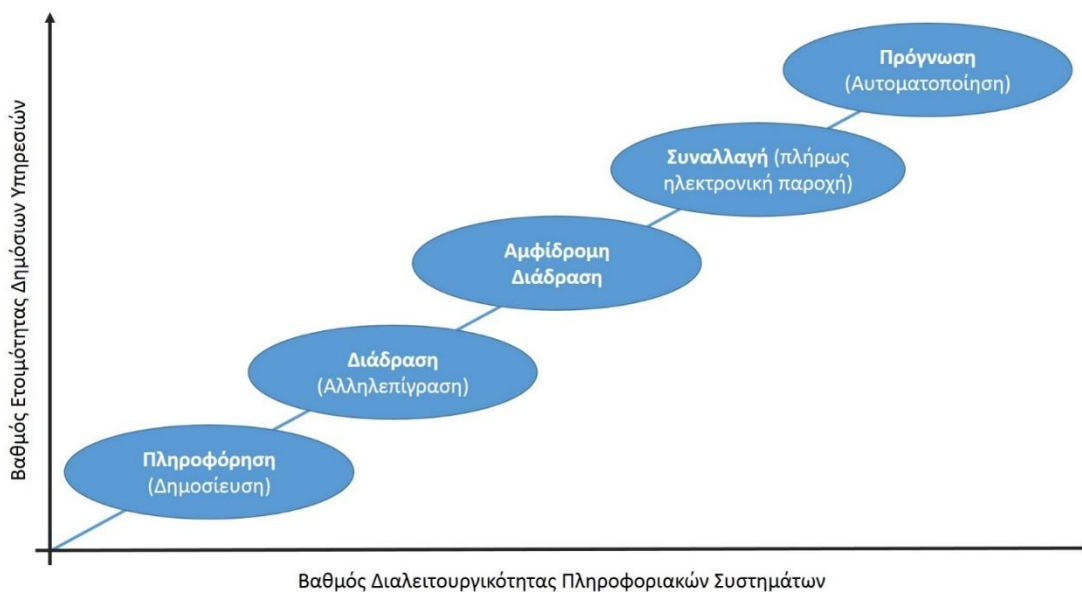 Βαθμός Ετοιμότητας Δημόσιων Υπηρεσιών
Πρόγνωση
(Αυτοματοποίηση)
Συναλλαγή (πλήρως
ηλεκτρονική παροχή)
Αμφίδρομη
Διάδραση
Διάδραση
(Αλληλεπίγραση)
Πληροφόρηση
(Δημοσίευση)
Βαθμός Διαλειτουργικότητας Πληροφοριακών Συστημάτων